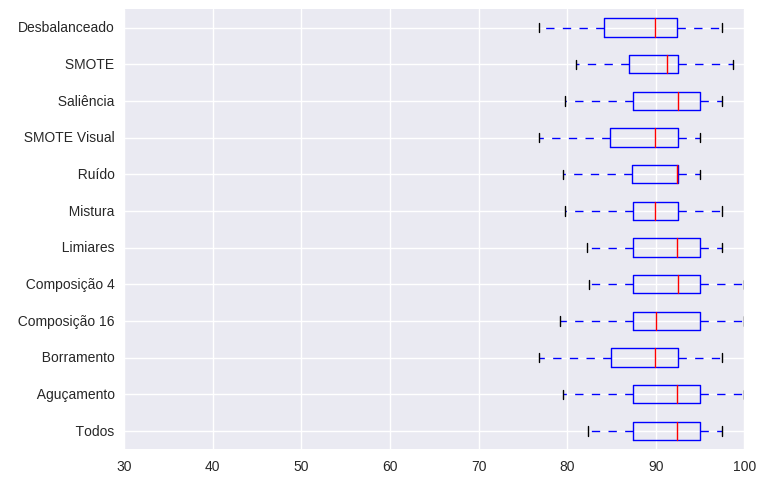 Desbalanceado
SMOTE
Saliência
SMOTE Visual
Ruído
Mistura
Limiares
Composição 4
Composição 16
Borramento
Aguçamento
Todos
30 40 50 60 70 80 90 100